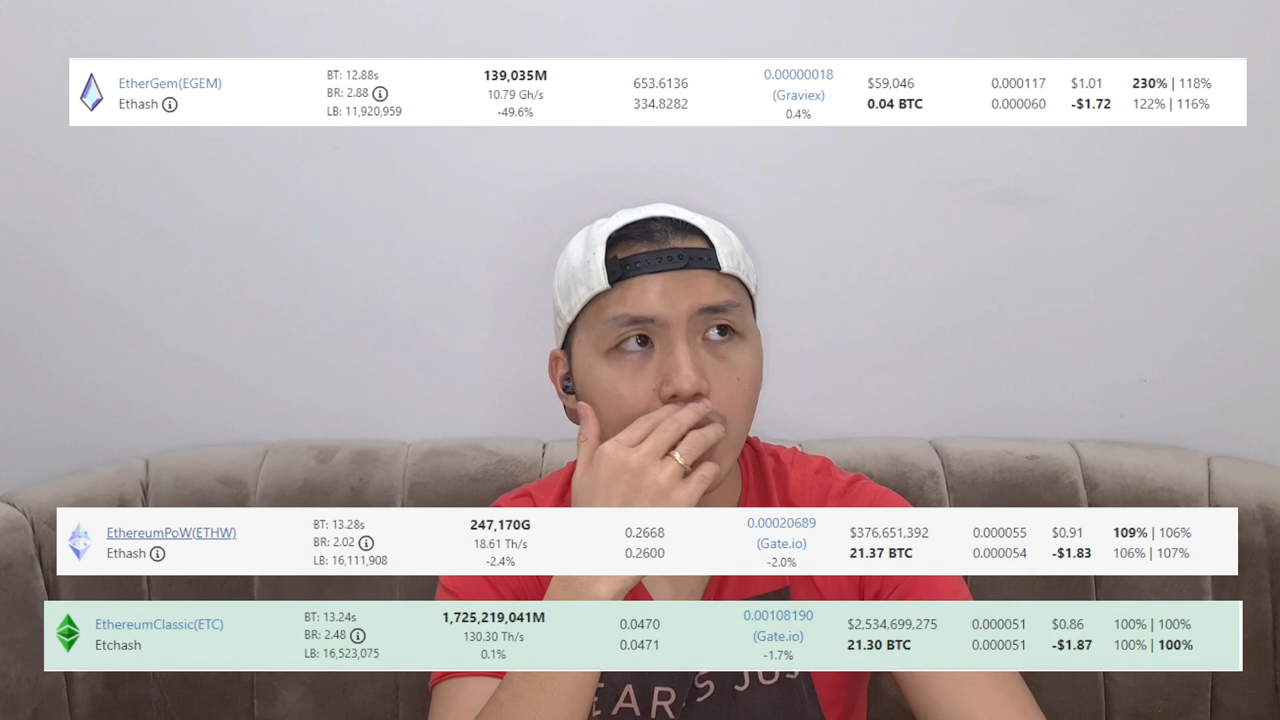 EtherGem(EGEM)
Ethash
BT: 12.88s
BR: 2.88
LB: 11,920,959
139,035M
10.79 Gh/s
-49.6%
653.6136
334.8282
0.00000018
(Graviex)
0.4%
$59,046
0.04 BTC
0.000117
0.000060
$1.01
-$1.72
230% | 118%
122% | 116%
EthereumPoW(ETHW)
Ethash
BT: 13.28s
BR: 2.02
LB: 16,111,908
247,170G
18.61 Th/s
-2.4%
0.2668
0.2600
0.00020689
(Gate.io)
-2.0%
$376,651,392
21.37 BTC
0.000055
0.000054
$0.91
-$1.83
109% | 106%
106% | 107%
EthereumClassic(ETC)
Etchash
BT: 13.24s
BR: 2.48
LB: 16,523,075
1,725,219,041M
130.30 Th/s
0.1%
0.0470
0.0471
0.00108190
(Gate.io)
-1.7%
$2,534,699,275
21.30 BTC
0.000051
0.000051
$0.86
-$1.87
100% | 100%
100% | 100%